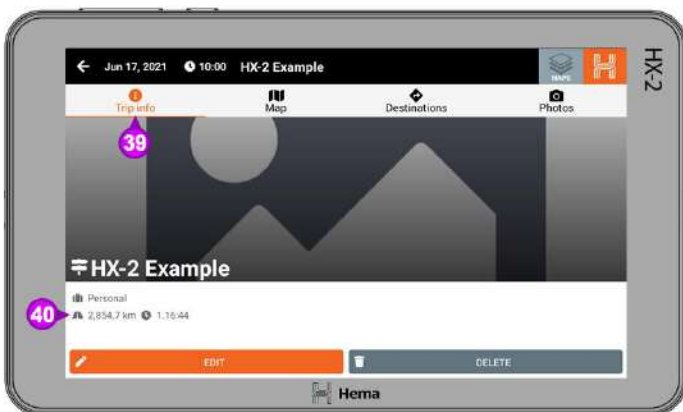 Jun 17, 2021 10:00 HX-2 Example
MAPS
HX-2
Trip info Map Destinations Photos
39
HX-2 Example
Personal
40 2,854.7 km 1.16:44
EDIT DELETE
Hema